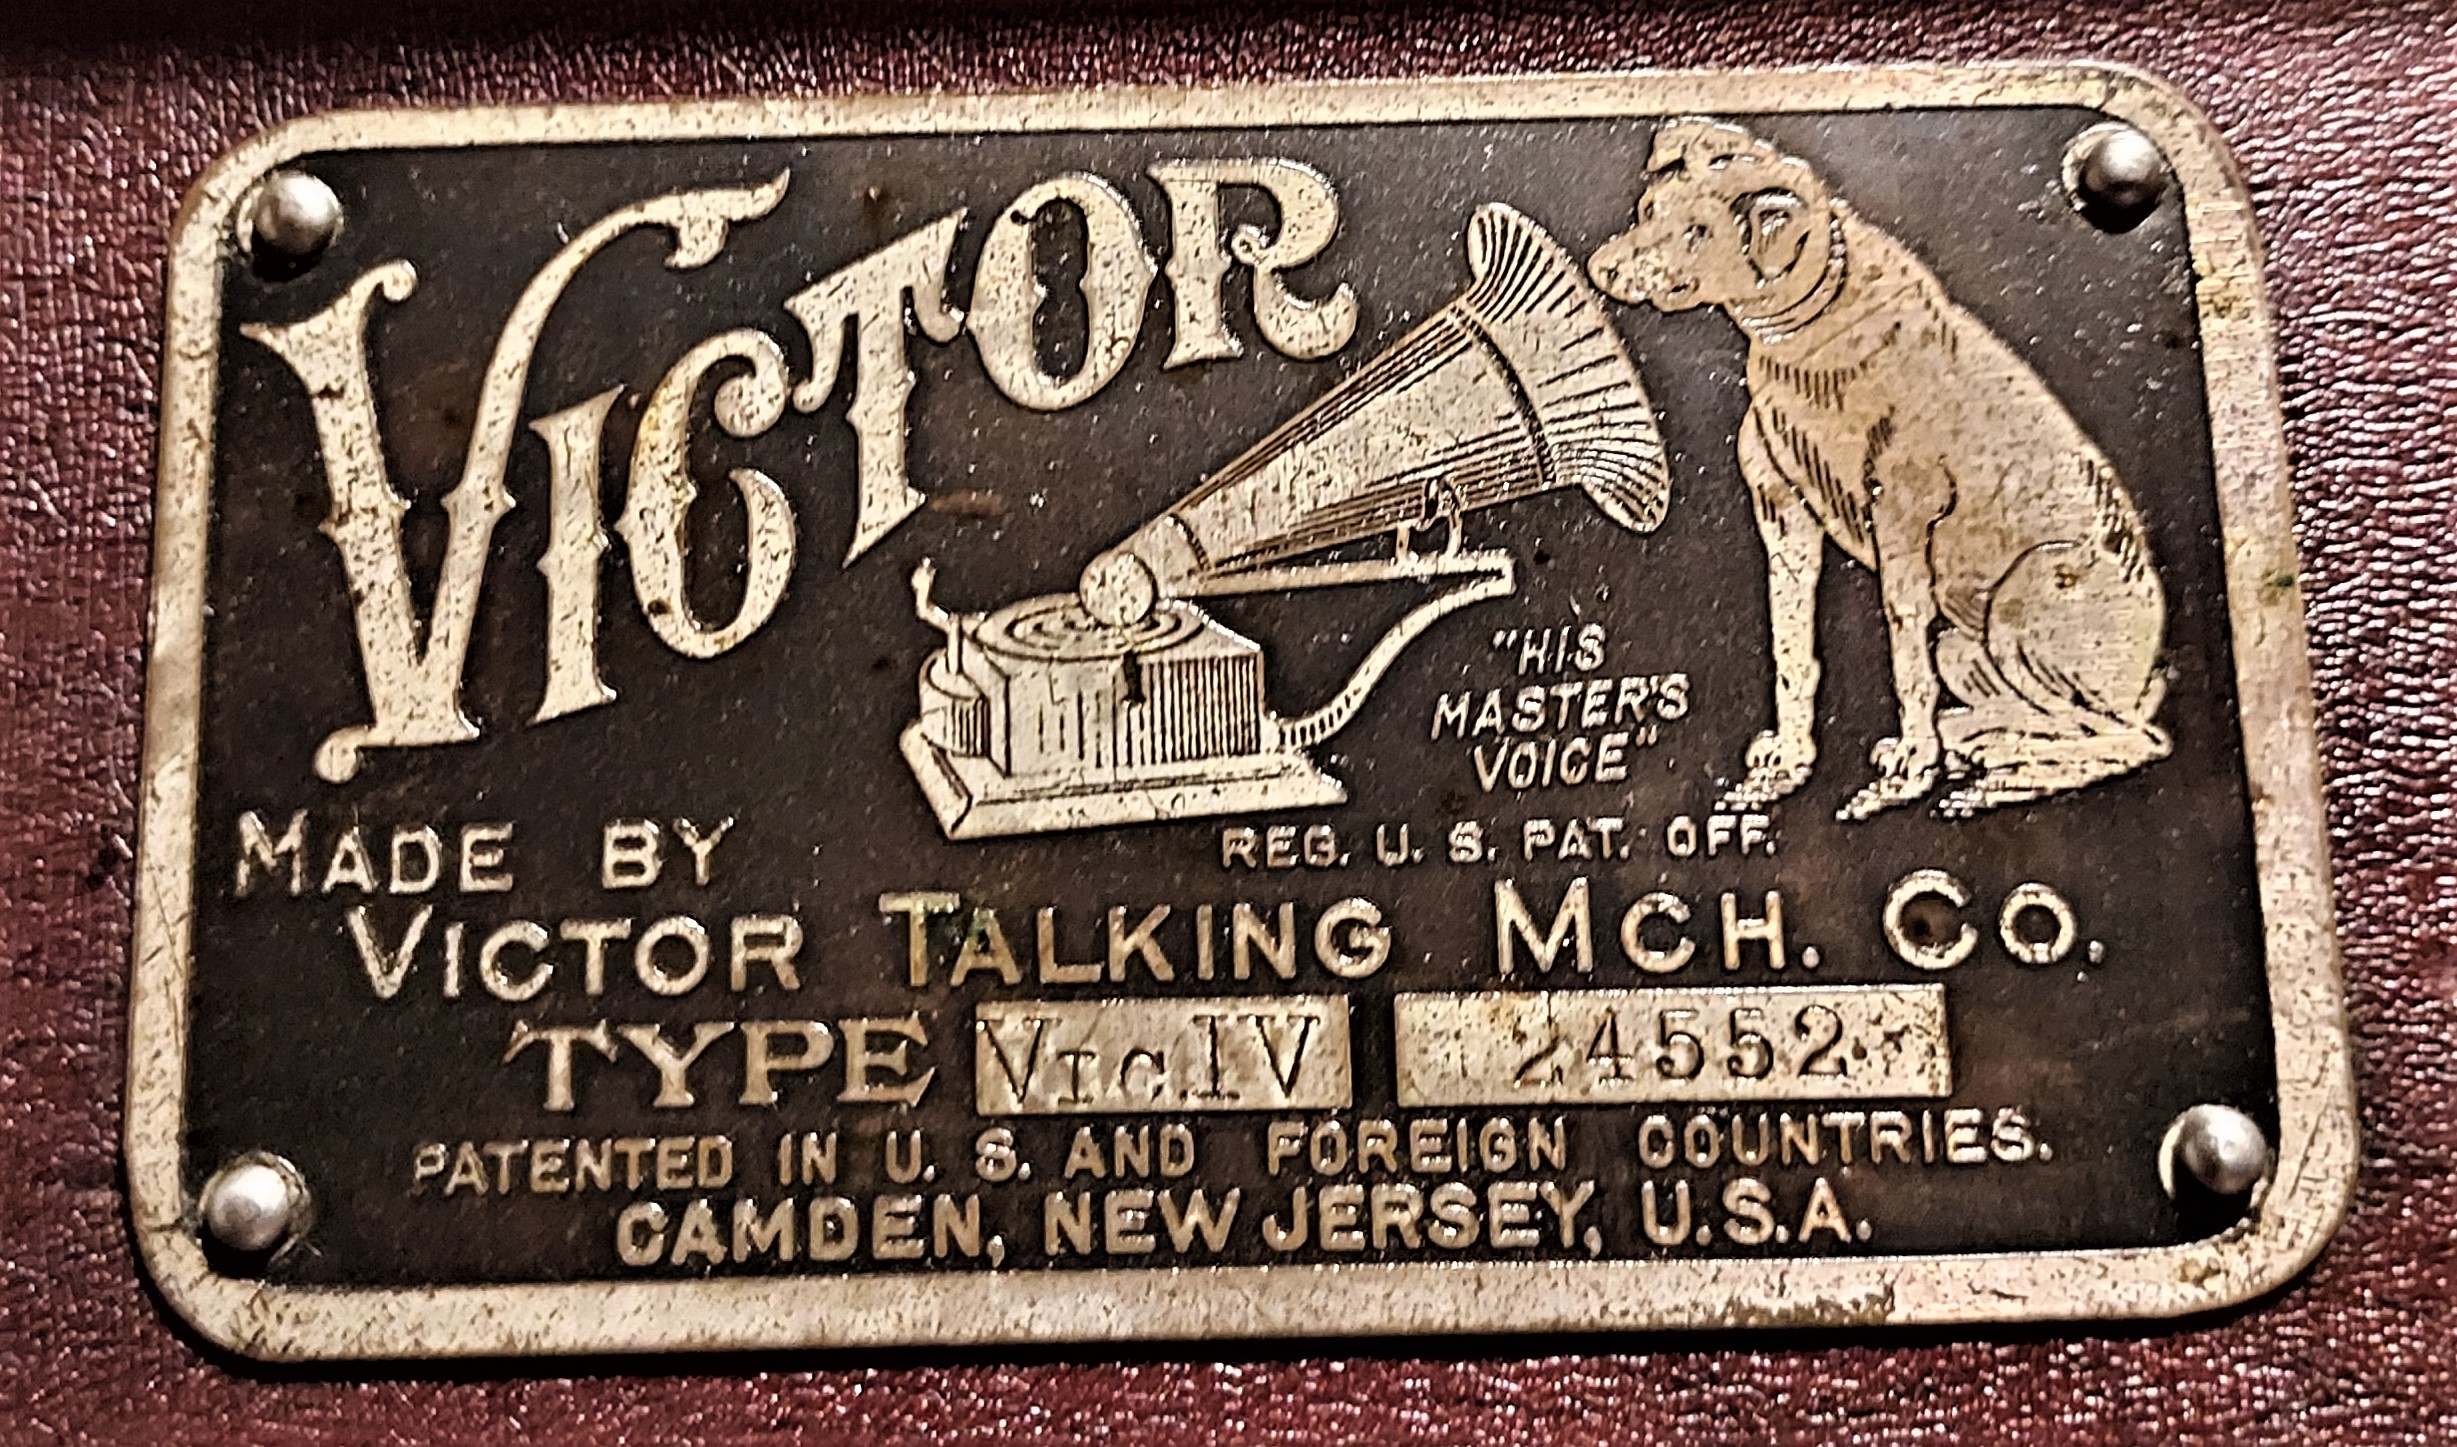 VICTOR
"HIS
MASTER'S
VOICE"
REG. U. S. PAT. OFF.
MADE BY
VICTOR TALKING MCH. CO.
TYPE VIC. IV 24552
PATENTED IN U. S. AND FOREIGN COUNTRIES.
CAMDEN, NEW JERSEY, U.S.A.